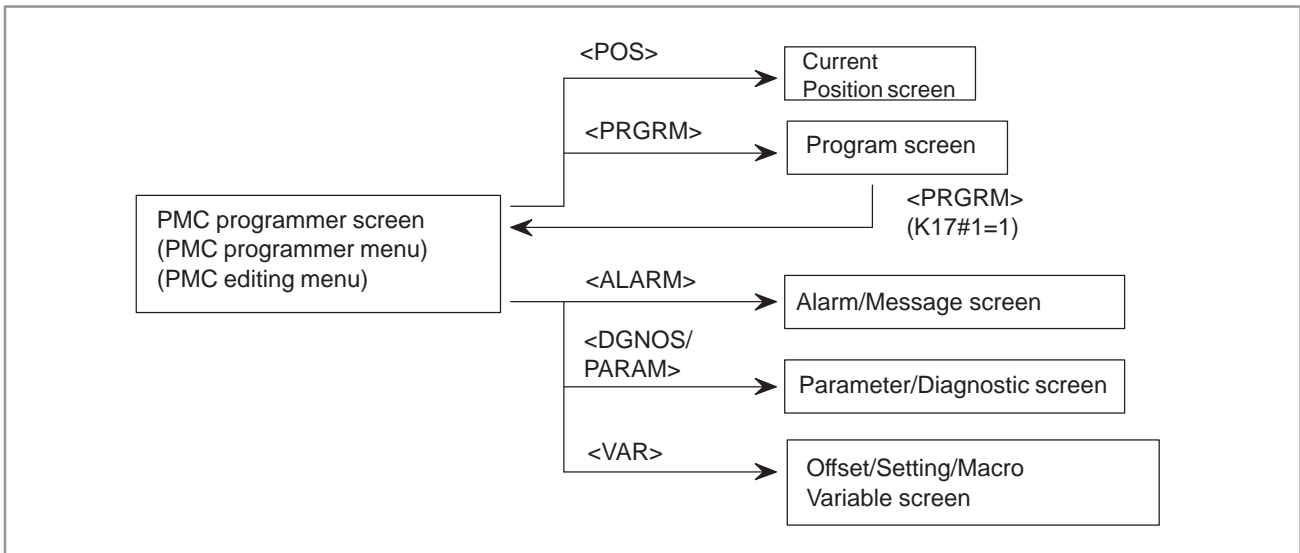 <POS>
Current
Position screen
<PRGRM>
Program screen
<PRGRM>
(K17#1=1)
PMC programmer screen
(PMC programmer menu)
(PMC editing menu)
<ALARM>
Alarm/Message screen
<DGNOS/
PARAM>
Parameter/Diagnostic screen
<VAR>
Offset/Setting/Macro
Variable screen